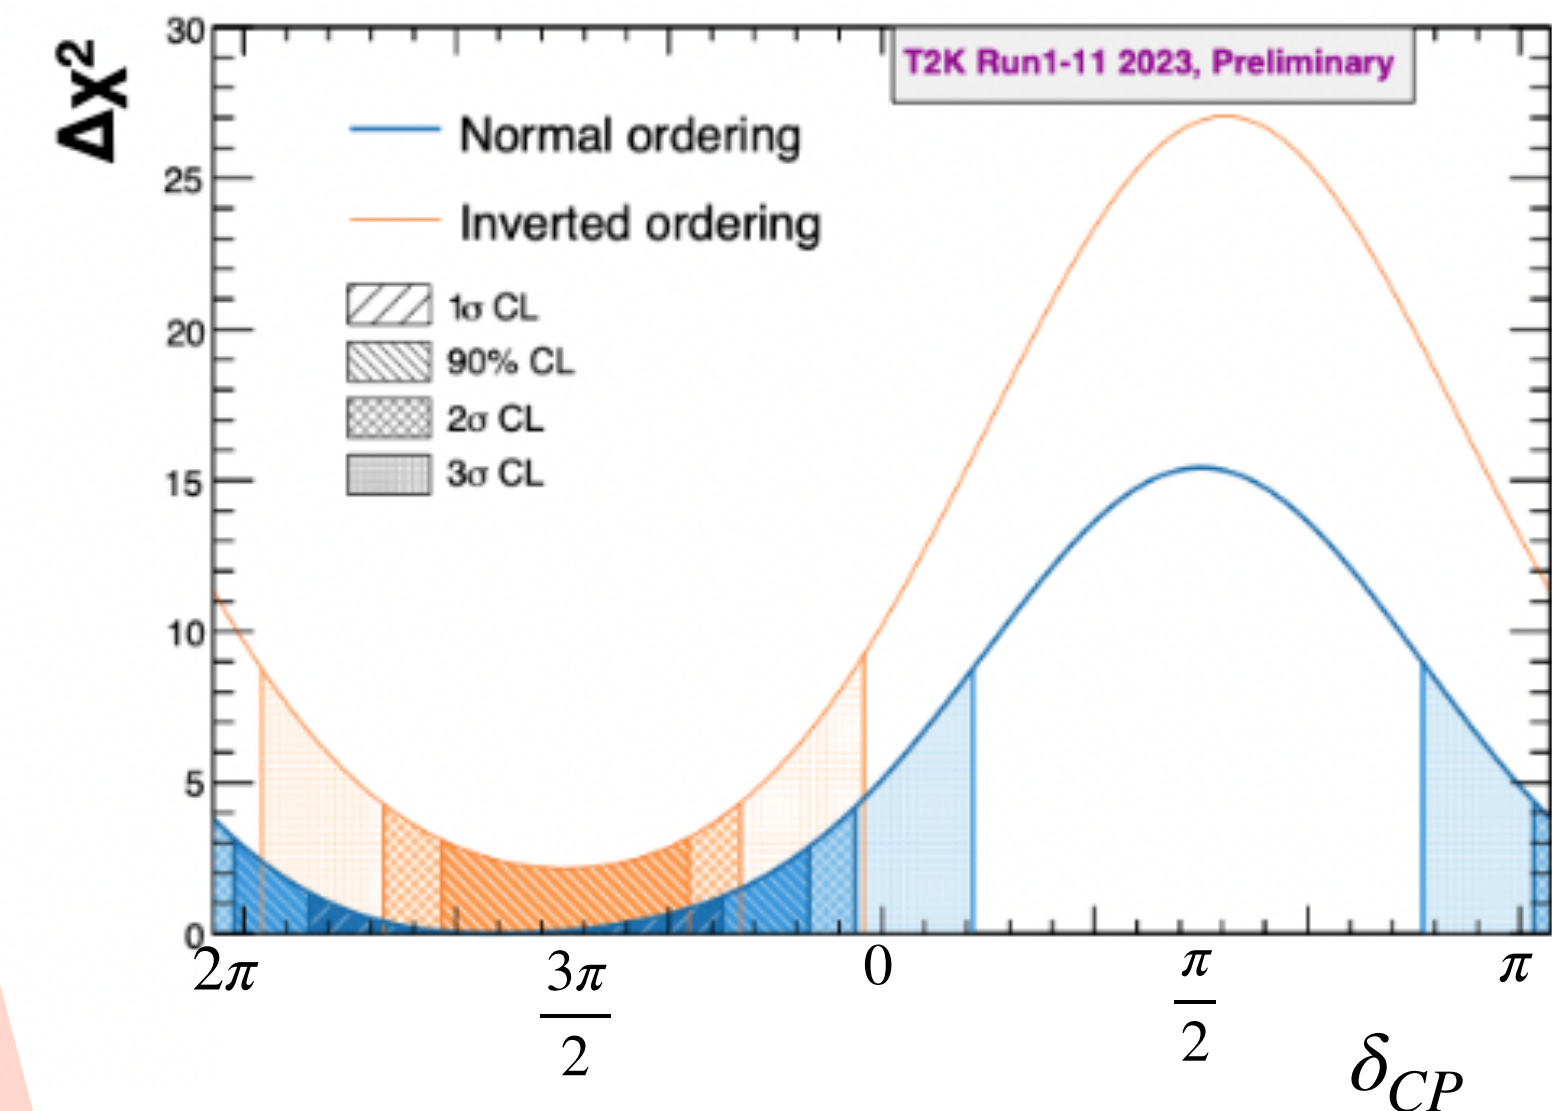 Δχ²
30
T2K Run1-11 2023, Preliminary
Normal ordering
25
Inverted ordering
1σ CL
20
90% CL
2σ CL
3σ CL
15
10
5
0
2π
3π
2
0
π
2
π
δCP